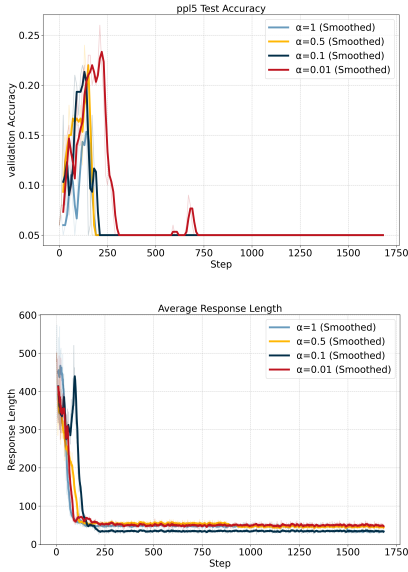 ppl5 Test Accuracy
α=1 (Smoothed)
α=0.5 (Smoothed)
α=0.1 (Smoothed)
α=0.01 (Smoothed)
validation Accuracy
0.25
0.20
0.15
0.10
0.05
0 250 500 750 1000 1250 1500 1750
Step
Average Response Length
α=1 (Smoothed)
α=0.5 (Smoothed)
α=0.1 (Smoothed)
α=0.01 (Smoothed)
Response Length
600
500
400
300
200
100
0
0 250 500 750 1000 1250 1500 1750
Step